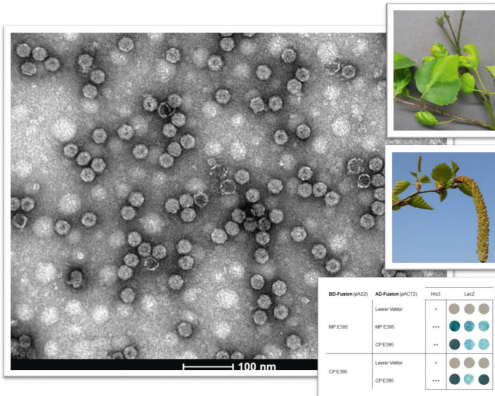 100 nm
BD-Fusion (pAS2) AD-Fusion (pACT2) His3 LacZ
Leerer Vektor -
MP E395 MP E395 +++
CP E395 ++
Leerer Vektor -
CP E395
CP E395 +++